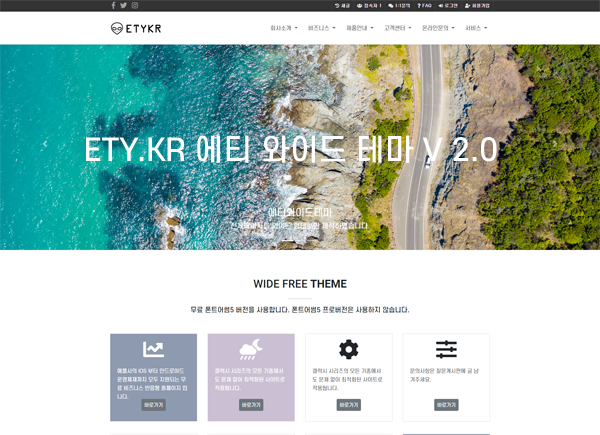 새글 접속자 1 1:1문의 FAQ 로그인 회원가입
ETYKR
회사소개 비즈니스 제품안내 고객센터 온라인문의 서비스
ETY.KR 에티 와이드 테마 V 2.0
에티와이드테마
WIDE FREE THEME
무료 폰트어썸5 버전을 사용합니다. 폰트어썸5 프로버전은 사용하지 않습니다.
애플사의 iOS 부터 안드로이드
운영체제까지 모두 지원되는 무
료 비즈니스 반응형 홈페이지 입
니다.
바로가기
갤럭시 시리즈의 모든 기종에서
도 문제 없이 최적화된 사이트로
적용됩니다.
바로가기
갤럭시 시리즈의 모든 기종에서
도 문제 없이 최적화된 사이트로
적용됩니다.
바로가기
문의사항은 질문게시판에 글 남
겨주세요.
바로가기